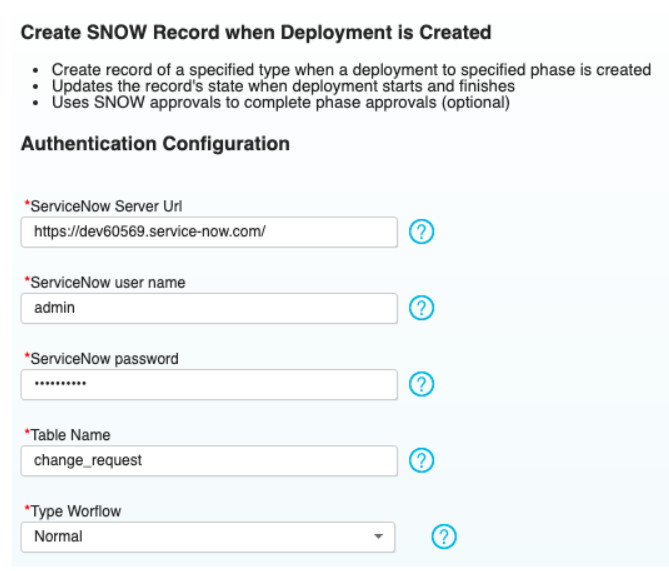 Create SNOW Record when Deployment is Created
• Create record of a specified type when a deployment to specified phase is created
• Updates the record's state when deployment starts and finishes
• Uses SNOW approvals to complete phase approvals (optional)
Authentication Configuration
*ServiceNow Server Url
https://dev60569.service-now.com/ ?
*ServiceNow user name
admin ?
*ServiceNow password
•••••••••• ?
*Table Name
change_request ?
*Type Worflow
Normal ?